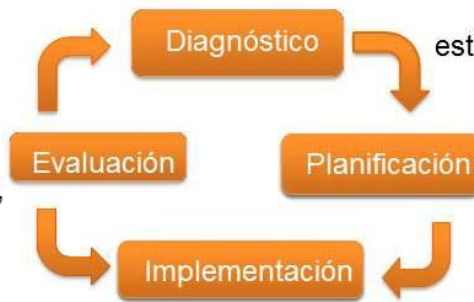 Diagnóstico
est
Evaluación
Planificación
,
Implementación